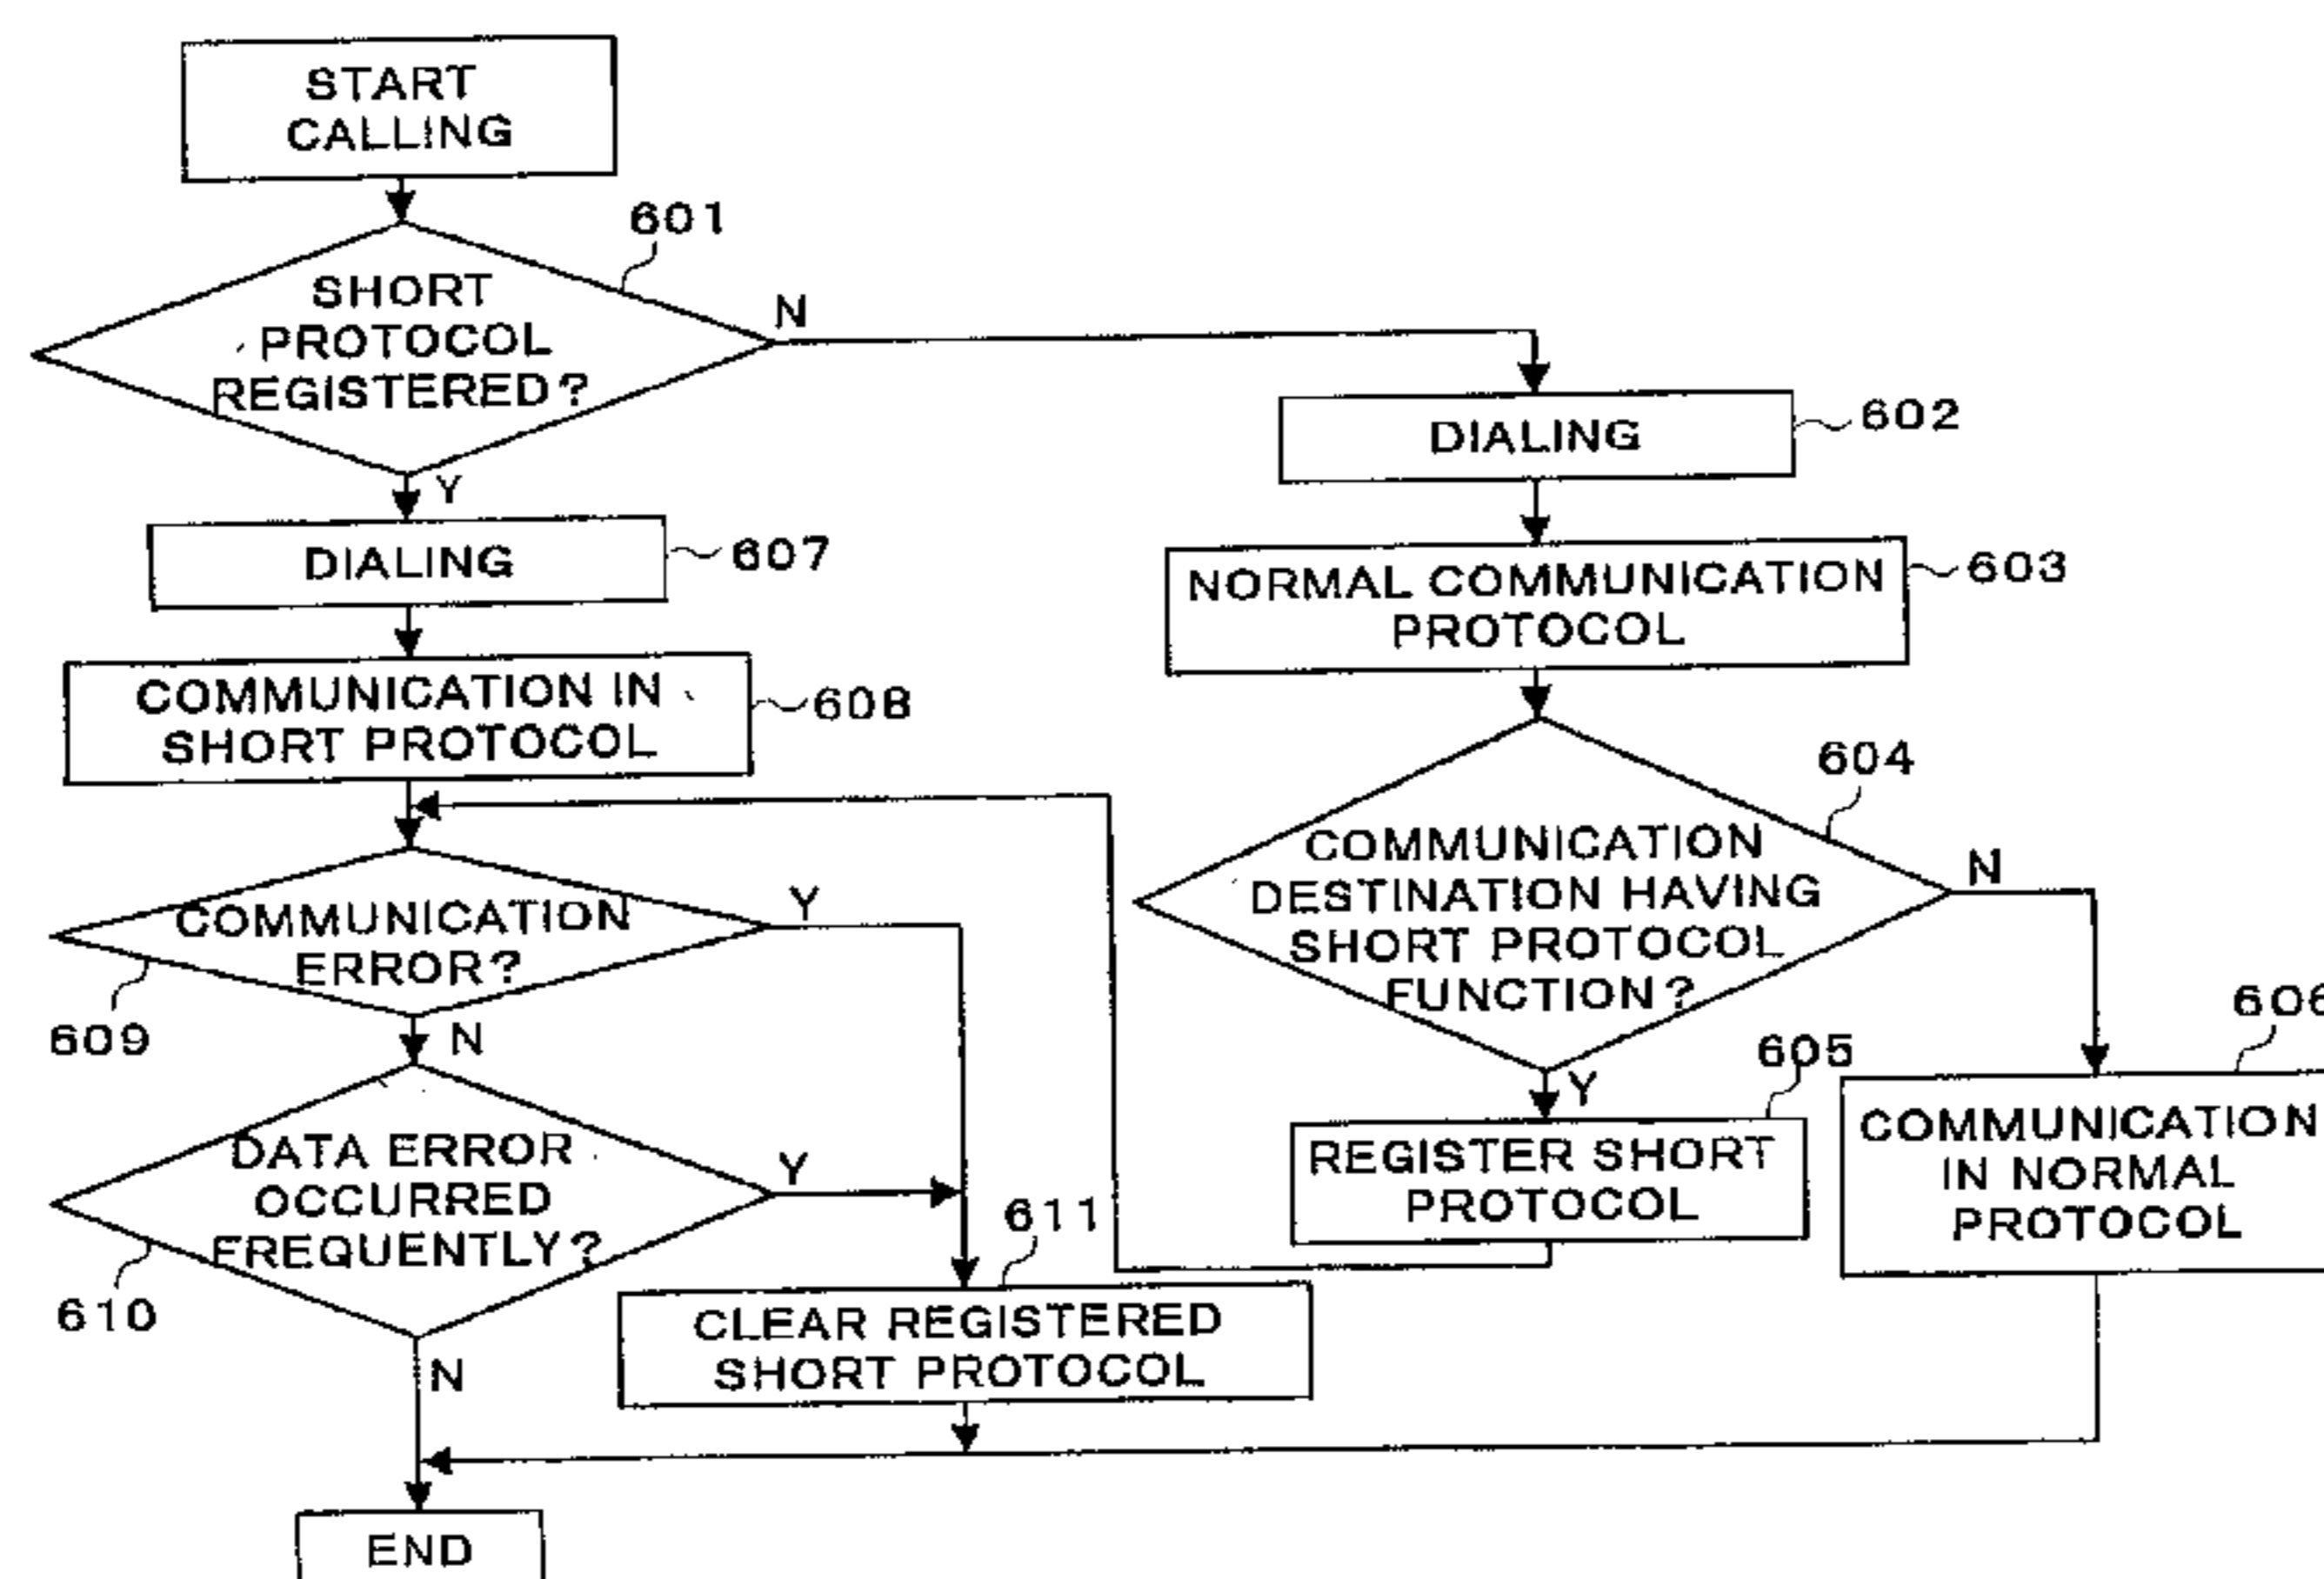 START
CALLING
601
SHORT
PROTOCOL
REGISTERED?
N
Y
DIALING
602
DIALING
607
NORMAL COMMUNICATION
PROTOCOL
603
COMMUNICATION IN
SHORT PROTOCOL
608
604
COMMUNICATION
DESTINATION HAVING
SHORT PROTOCOL
FUNCTION?
N
Y
COMMUNICATION
ERROR?
Y
609
N
605
606
REGISTER SHORT
PROTOCOL
COMMUNICATION
IN NORMAL
PROTOCOL
DATA ERROR
OCCURRED
FREQUENTLY?
Y
610
N
611
CLEAR REGISTERED
SHORT PROTOCOL
END